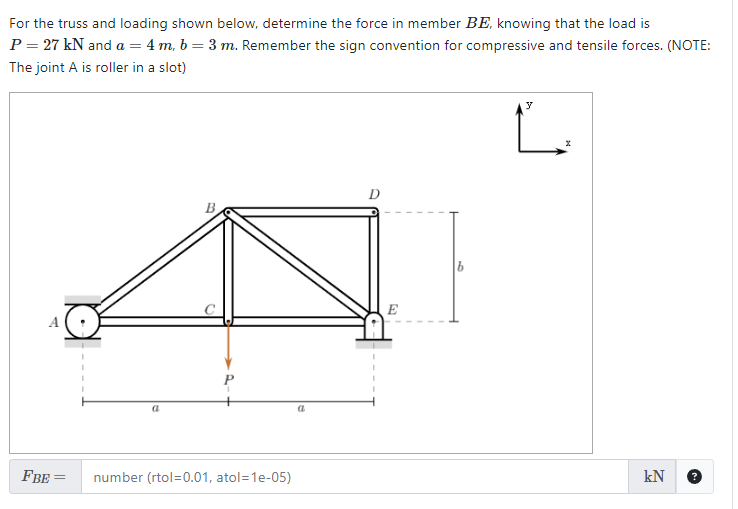 For the truss and loading shown below, determine the force in member BE, knowing that the load is
P = 27 kN and a = 4 m, b = 3 m. Remember the sign convention for compressive and tensile forces. (NOTE:
The joint A is roller in a slot)
y
x
D
B
b
C
E
A
P
a
a
FBE =
number (rtol=0.01, atol=1e-05)
kN
?